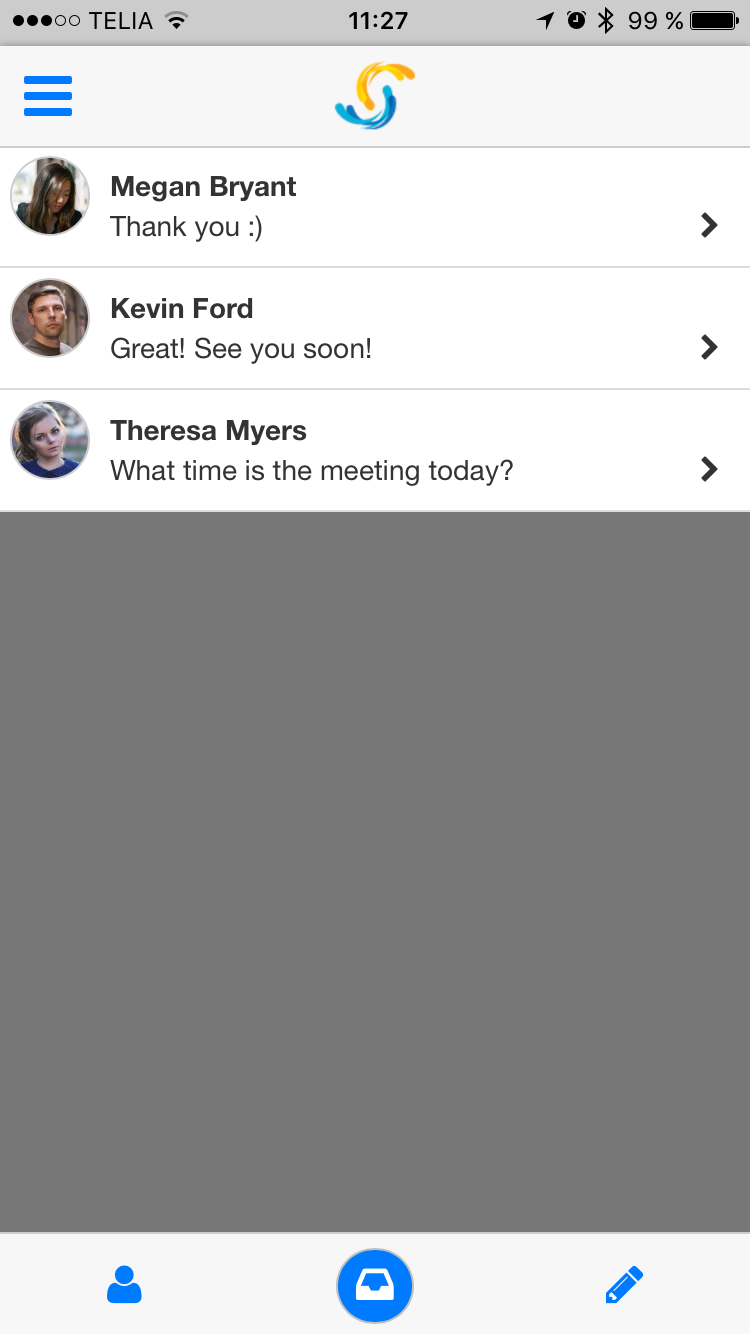 TELIA 11:27 99 %
Megan Bryant
Thank you :)
Kevin Ford
Great! See you soon!
Theresa Myers
What time is the meeting today?